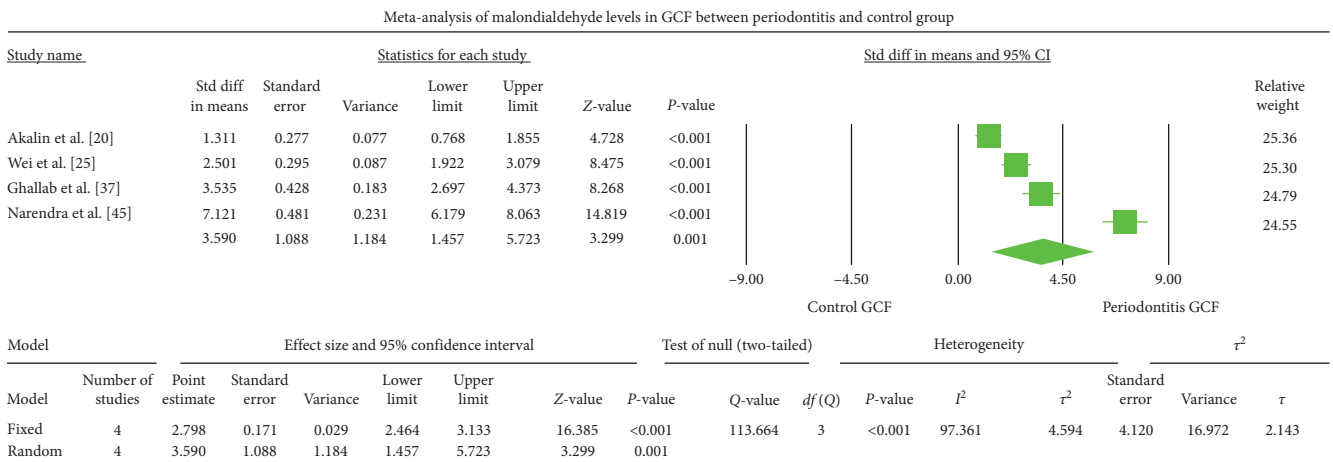 Meta-analysis of malondialdehyde levels in GCF between periodontitis and control group
Study name Statistics for each study Std diff in means and 95% CI
Std diff in means Standard error Variance Lower limit Upper limit Z-value P-value Relative weight
Akalin et al. [20] 1.311 0.277 0.077 0.768 1.855 4.728 <0.001 25.36
Wei et al. [25] 2.501 0.295 0.087 1.922 3.079 8.475 <0.001 25.30
Ghallab et al. [37] 3.535 0.428 0.183 2.697 4.373 8.268 <0.001 24.79
Narendra et al. [45] 7.121 0.481 0.231 6.179 8.063 14.819 <0.001 24.55
3.590 1.088 1.184 1.457 5.723 3.299 0.001
−9.00 −4.50 0.00 4.50 9.00
Control GCF Periodontitis GCF
Model Effect size and 95% confidence interval Test of null (two-tailed) Heterogeneity τ²
Model Number of studies Point estimate Standard error Variance Lower limit Upper limit Z-value P-value Q-value df (Q) P-value I² τ² Standard error Variance τ
Fixed 4 2.798 0.171 0.029 2.464 3.133 16.385 <0.001 113.664 3 <0.001 97.361 4.594 4.120 16.972 2.143
Random 4 3.590 1.088 1.184 1.457 5.723 3.299 0.001